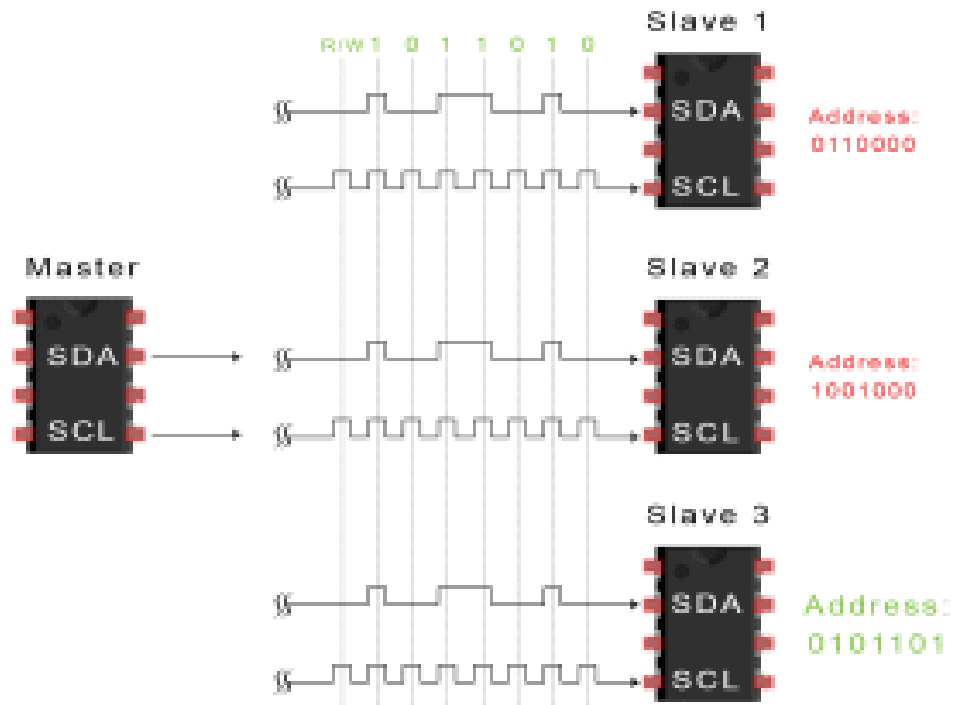 Slave 1
R/W 1 0 1 1 0 1 0
SDA
Address:
0110000
SCL
Master
Slave 2
SDA
SDA
Address:
1001000
SCL
SCL
Slave 3
SDA
Address:
0101101
SCL